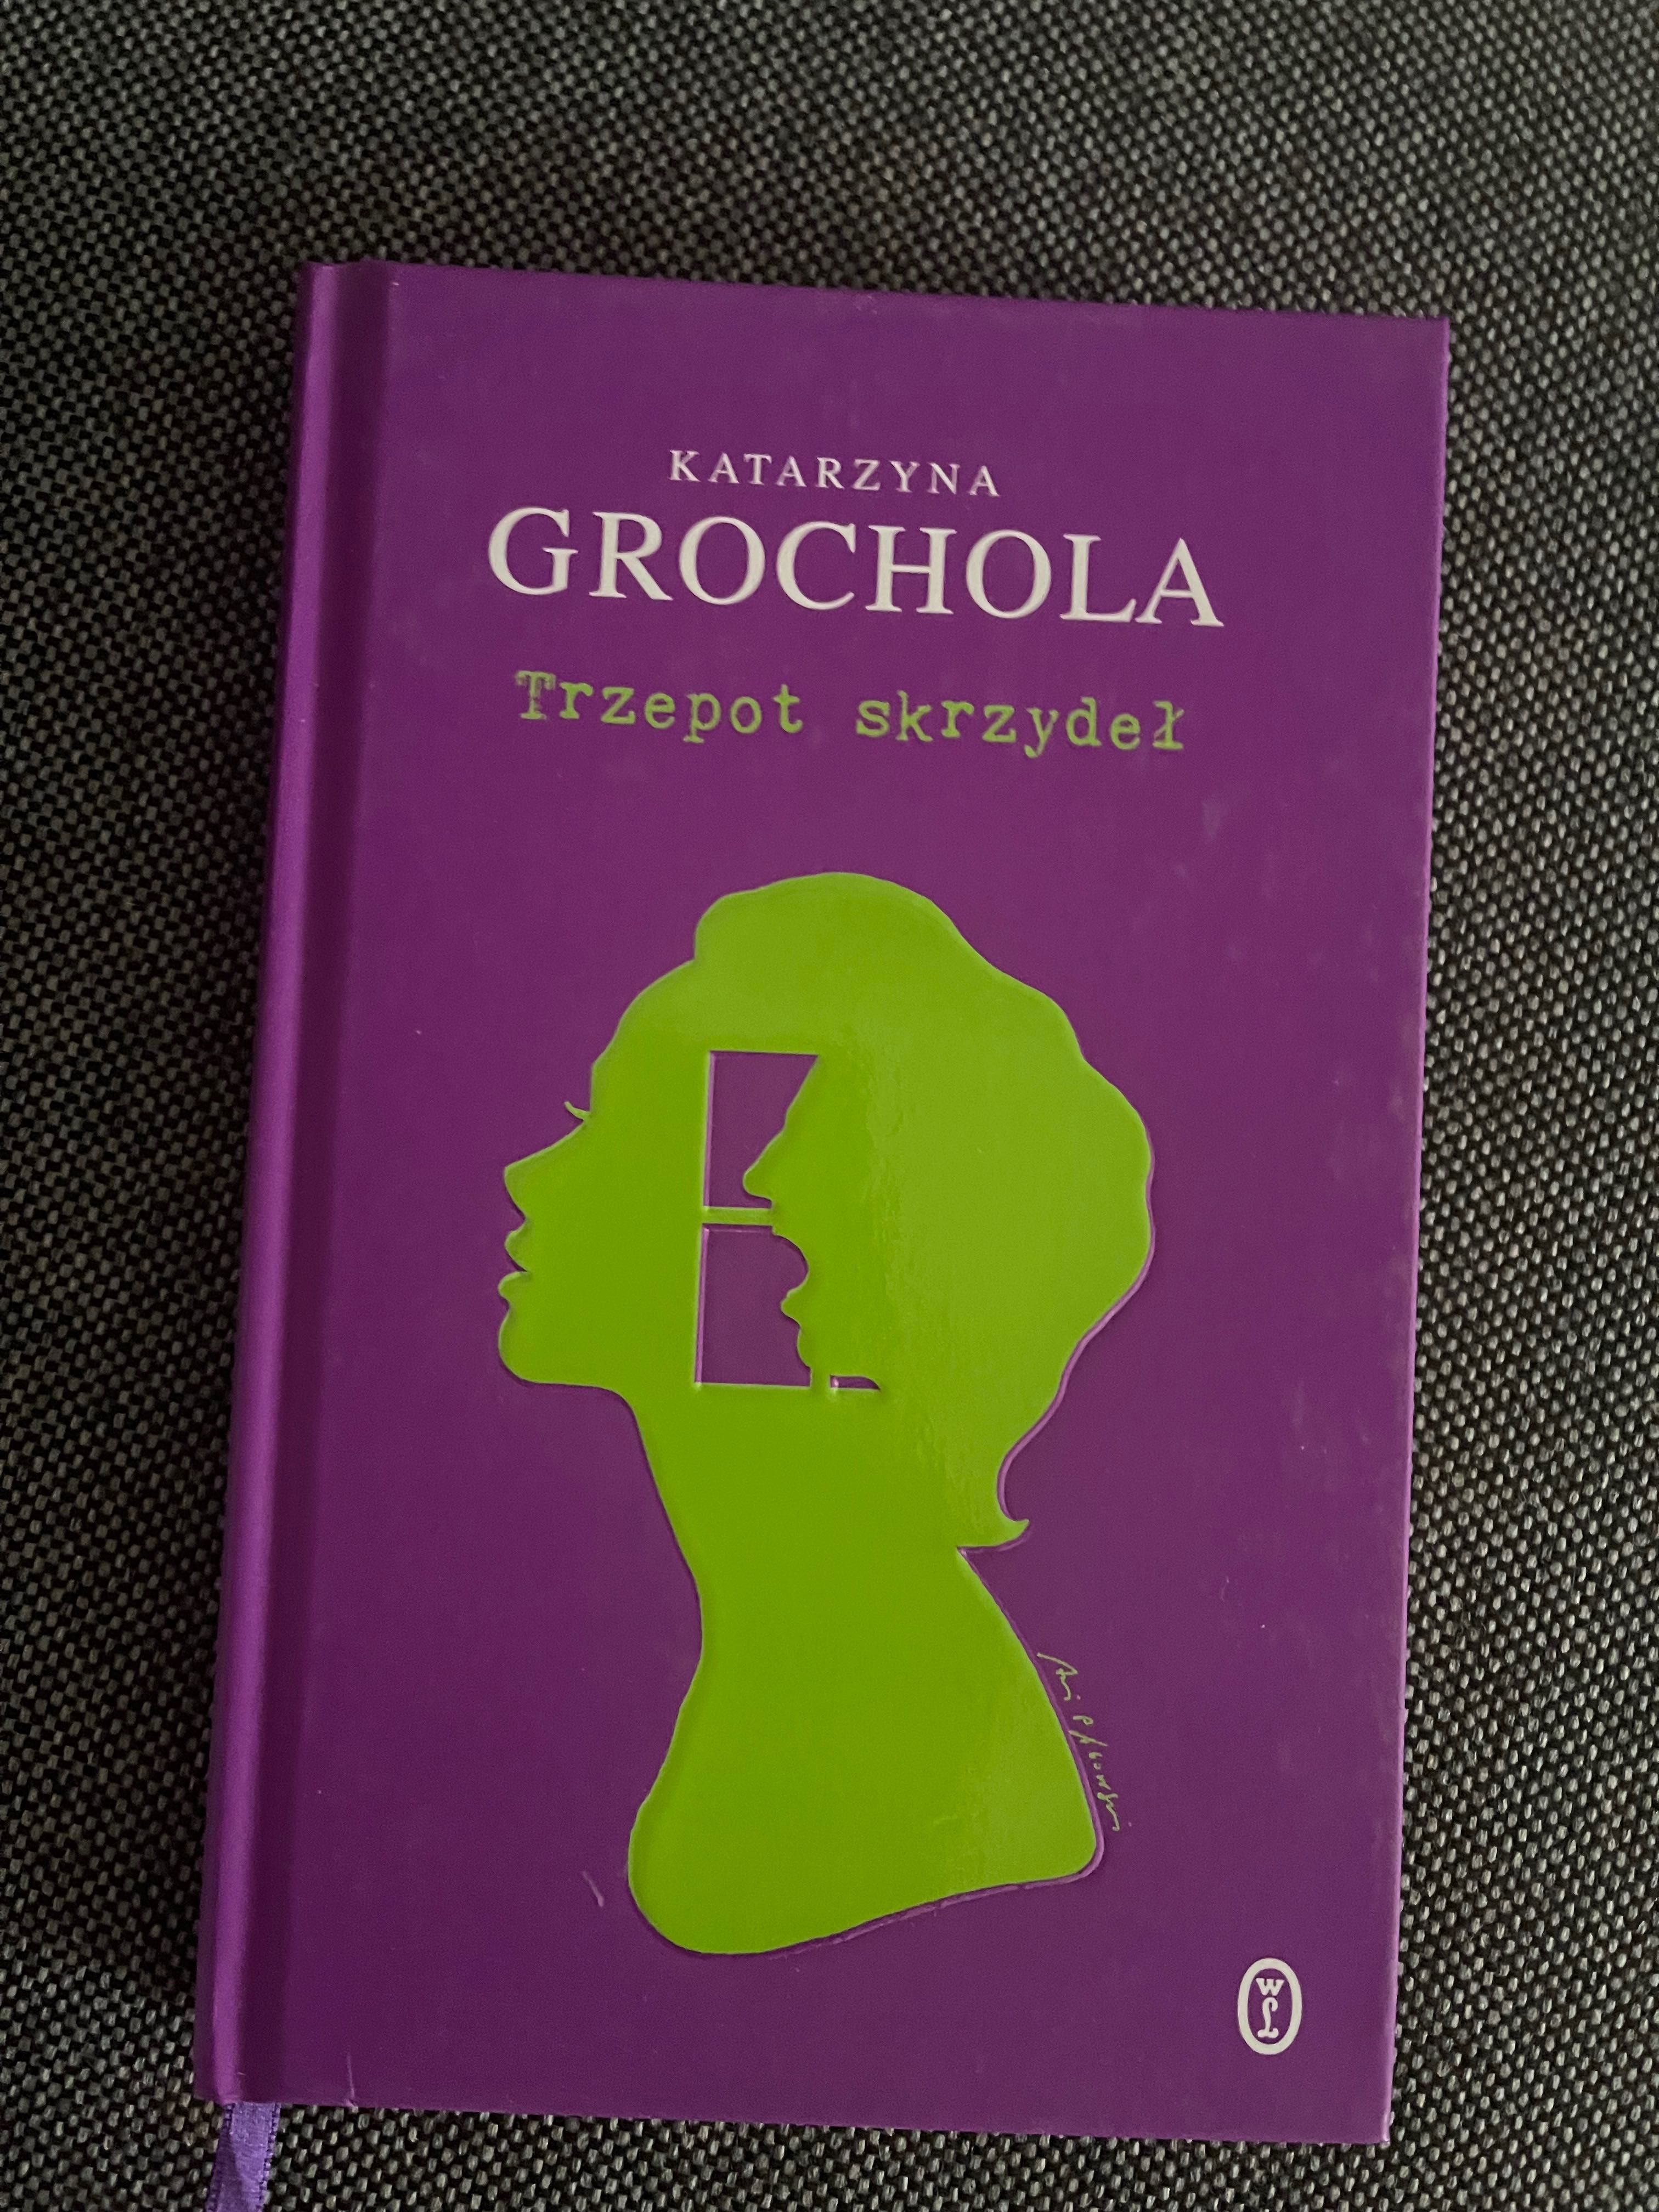 KATARZYNA
GROCHOLA
Trzepot skrzydeł
WL